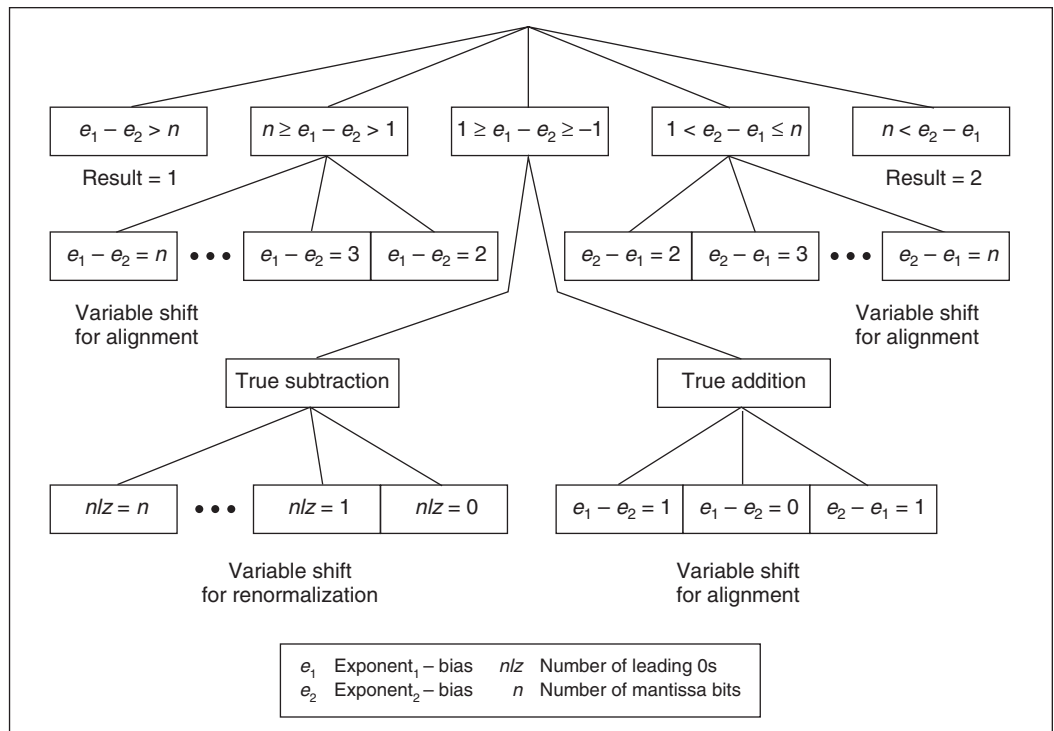 e₁ – e₂ > n
n ≥ e₁ – e₂ > 1
1 ≥ e₁ – e₂ ≥ –1
1 < e₂ – e₁ ≤ n
n < e₂ – e₁
Result = 1
Result = 2
e₁ – e₂ = n
•••
e₁ – e₂ = 3
e₁ – e₂ = 2
e₂ – e₁ = 2
e₂ – e₁ = 3
•••
e₂ – e₁ = n
Variable shift
for alignment
Variable shift
for alignment
True subtraction
True addition
nlz = n
•••
nlz = 1
nlz = 0
e₁ – e₂ = 1
e₁ – e₂ = 0
e₂ – e₁ = 1
Variable shift
for renormalization
Variable shift
for alignment
e₁ Exponent₁ – bias nlz Number of leading 0s
e₂ Exponent₂ – bias n Number of mantissa bits